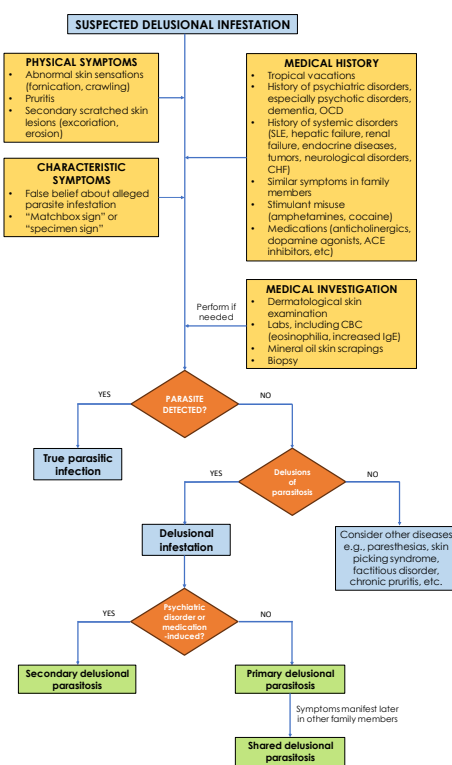 SUSPECTED DELUSIONAL INFESTATION
PHYSICAL SYMPTOMS
• Abnormal skin sensations
(fornication, crawling)
• Pruritis
• Secondary scratched skin
lesions (excoriation,
erosion)
MEDICAL HISTORY
• Tropical vacations
• History of psychiatric disorders,
especially psychotic disorders,
dementia, OCD
• History of systemic disorders
(SLE, hepatic failure, renal
failure, endocrine diseases,
tumors, neurological disorders,
CHF)
• Similar symptoms in family
members
• Stimulant misuse
(amphetamines, cocaine)
• Medications (anticholinergics,
dopamine agonists, ACE
inhibitors, etc)
CHARACTERISTIC
SYMPTOMS
• False belief about alleged
parasite infestation
• “Matchbox sign” or
“specimen sign”
MEDICAL INVESTIGATION
• Dermatological skin
examination
• Labs, including CBC
(eosinophilia, increased IgE)
• Mineral oil skin scrapings
• Biopsy
Perform if
needed
PARASITE
DETECTED?
YES
NO
True parasitic
infection
Delusions
of
parasitosis
YES
NO
Delusional
infestation
Consider other diseases
e.g., paresthesias, skin
picking syndrome,
factitious disorder,
chronic pruritis, etc.
Psychiatric
disorder or
medication
-induced?
YES
NO
Secondary delusional
parasitosis
Primary delusional
parasitosis
Symptoms manifest later
in other family members
Shared delusional
parasitosis